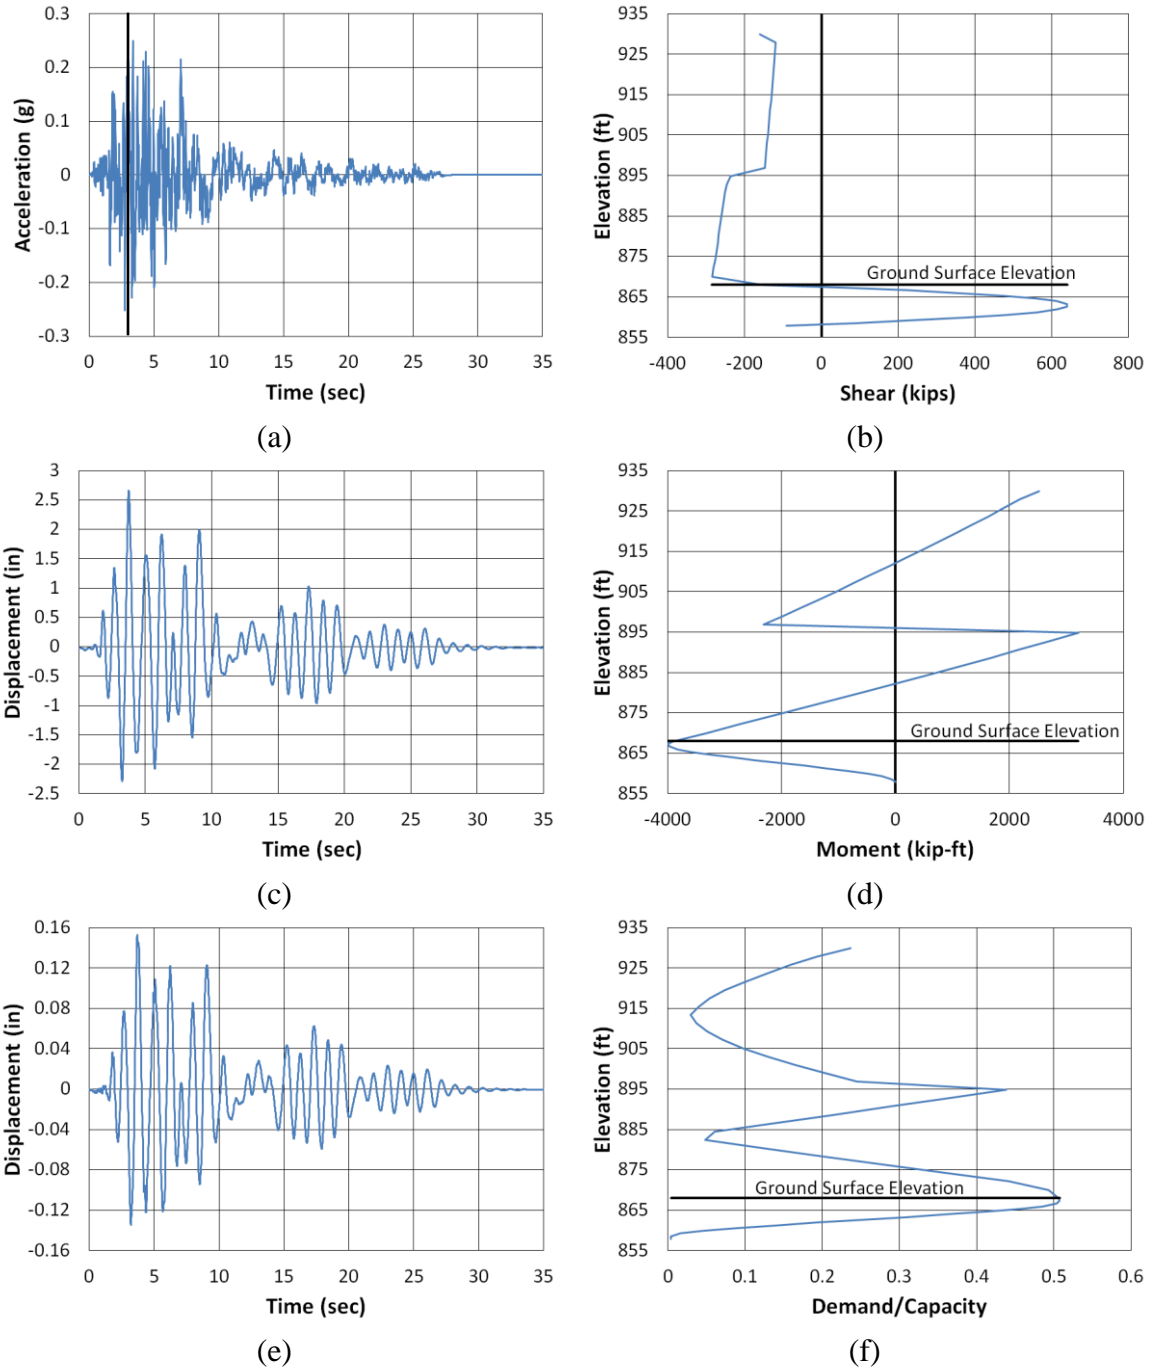 0.3
0.2
0.1
0
-0.1
-0.2
-0.3
Acceleration (g)
0 5 10 15 20 25 30 35
Time (sec)
(a)
935
925
915
905
895
885
875
865
855
Elevation (ft)
Ground Surface Elevation
-400 -200 0 200 400 600 800
Shear (kips)
(b)
3
2.5
2
1.5
1
0.5
0
-0.5
-1
-1.5
-2
-2.5
Displacement (in)
0 5 10 15 20 25 30 35
Time (sec)
(c)
935
925
915
905
895
885
875
865
855
Elevation (ft)
Ground Surface Elevation
-4000 -2000 0 2000 4000
Moment (kip-ft)
(d)
0.16
0.12
0.08
0.04
0
-0.04
-0.08
-0.12
-0.16
Displacement (in)
0 5 10 15 20 25 30 35
Time (sec)
(e)
935
925
915
905
895
885
875
865
855
Elevation (ft)
Ground Surface Elevation
0 0.1 0.2 0.3 0.4 0.5 0.6
Demand/Capacity
(f)